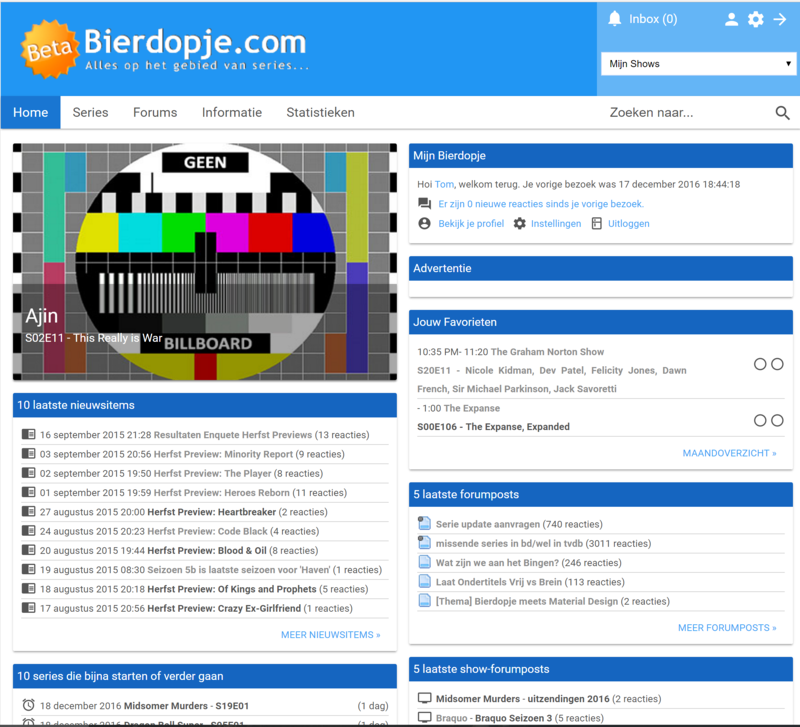 Beta
Bierdopje.com
Alles op het gebied van series...
Inbox (0)
Mijn Shows
Home Series Forums Informatie Statistieken
Zoeken naar...
GEEN
Ajin
S02E11 - This Really is War
BILLBOARD
10 laatste nieuwsitems
16 september 2015 21:28 Resultaten Enquete Herfst Previews (13 reacties)
03 september 2015 20:56 Herfst Preview: Minority Report (9 reacties)
02 september 2015 19:50 Herfst Preview: The Player (8 reacties)
01 september 2015 19:59 Herfst Preview: Heroes Reborn (11 reacties)
27 augustus 2015 20:00 Herfst Preview: Heartbreaker (2 reacties)
24 augustus 2015 20:23 Herfst Preview: Code Black (4 reacties)
20 augustus 2015 19:44 Herfst Preview: Blood & Oil (8 reacties)
19 augustus 2015 08:30 Seizoen 5b is laatste seizoen voor 'Haven' (1 reacties)
18 augustus 2015 20:18 Herfst Preview: Of Kings and Prophets (5 reacties)
17 augustus 2015 20:56 Herfst Preview: Crazy Ex-Girlfriend (1 reacties)
MEER NIEUWSITEMS »
10 series die bijna starten of verder gaan
18 december 2016 Midsomer Murders - S19E01 (1 dag)
18 december 2016 Dragon Ball Super - S05E01 (1 dag)
Mijn Bierdopje
Hoi Tom, welkom terug. Je vorige bezoek was 17 december 2016 18:44:18
Er zijn 0 nieuwe reacties sinds je vorige bezoek.
Bekijk je profiel Instellingen Uitloggen
Advertentie
Jouw Favorieten
10:35 PM- 11:20 The Graham Norton Show
S20E11 - Nicole Kidman, Dev Patel, Felicity Jones, Dawn
French, Sir Michael Parkinson, Jack Savoretti
- 1:00 The Expanse
S00E106 - The Expanse, Expanded
MAANDOVERZICHT »
5 laatste forumposts
Serie update aanvragen (740 reacties)
missende series in bd/wel in tvdb (3011 reacties)
Wat zijn we aan het Bingen? (246 reacties)
Laat Ondertitels Vrij vs Brein (113 reacties)
[Thema] Bierdopje meets Material Design (2 reacties)
MEER FORUMPOSTS »
5 laatste show-forumposts
Midsomer Murders - uitzendingen 2016 (2 reacties)
Braquo - Braquo Seizoen 3 (5 reacties)